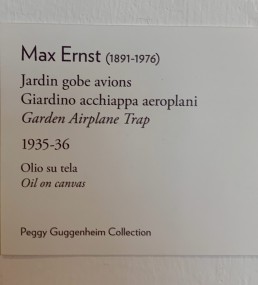 Max Ernst (1891-1976)
Jardin gobe avions
Giardino acchiappa aeroplani
Garden Airplane Trap
1935-36
Olio su tela
Oil on canvas
Peggy Guggenheim Collection